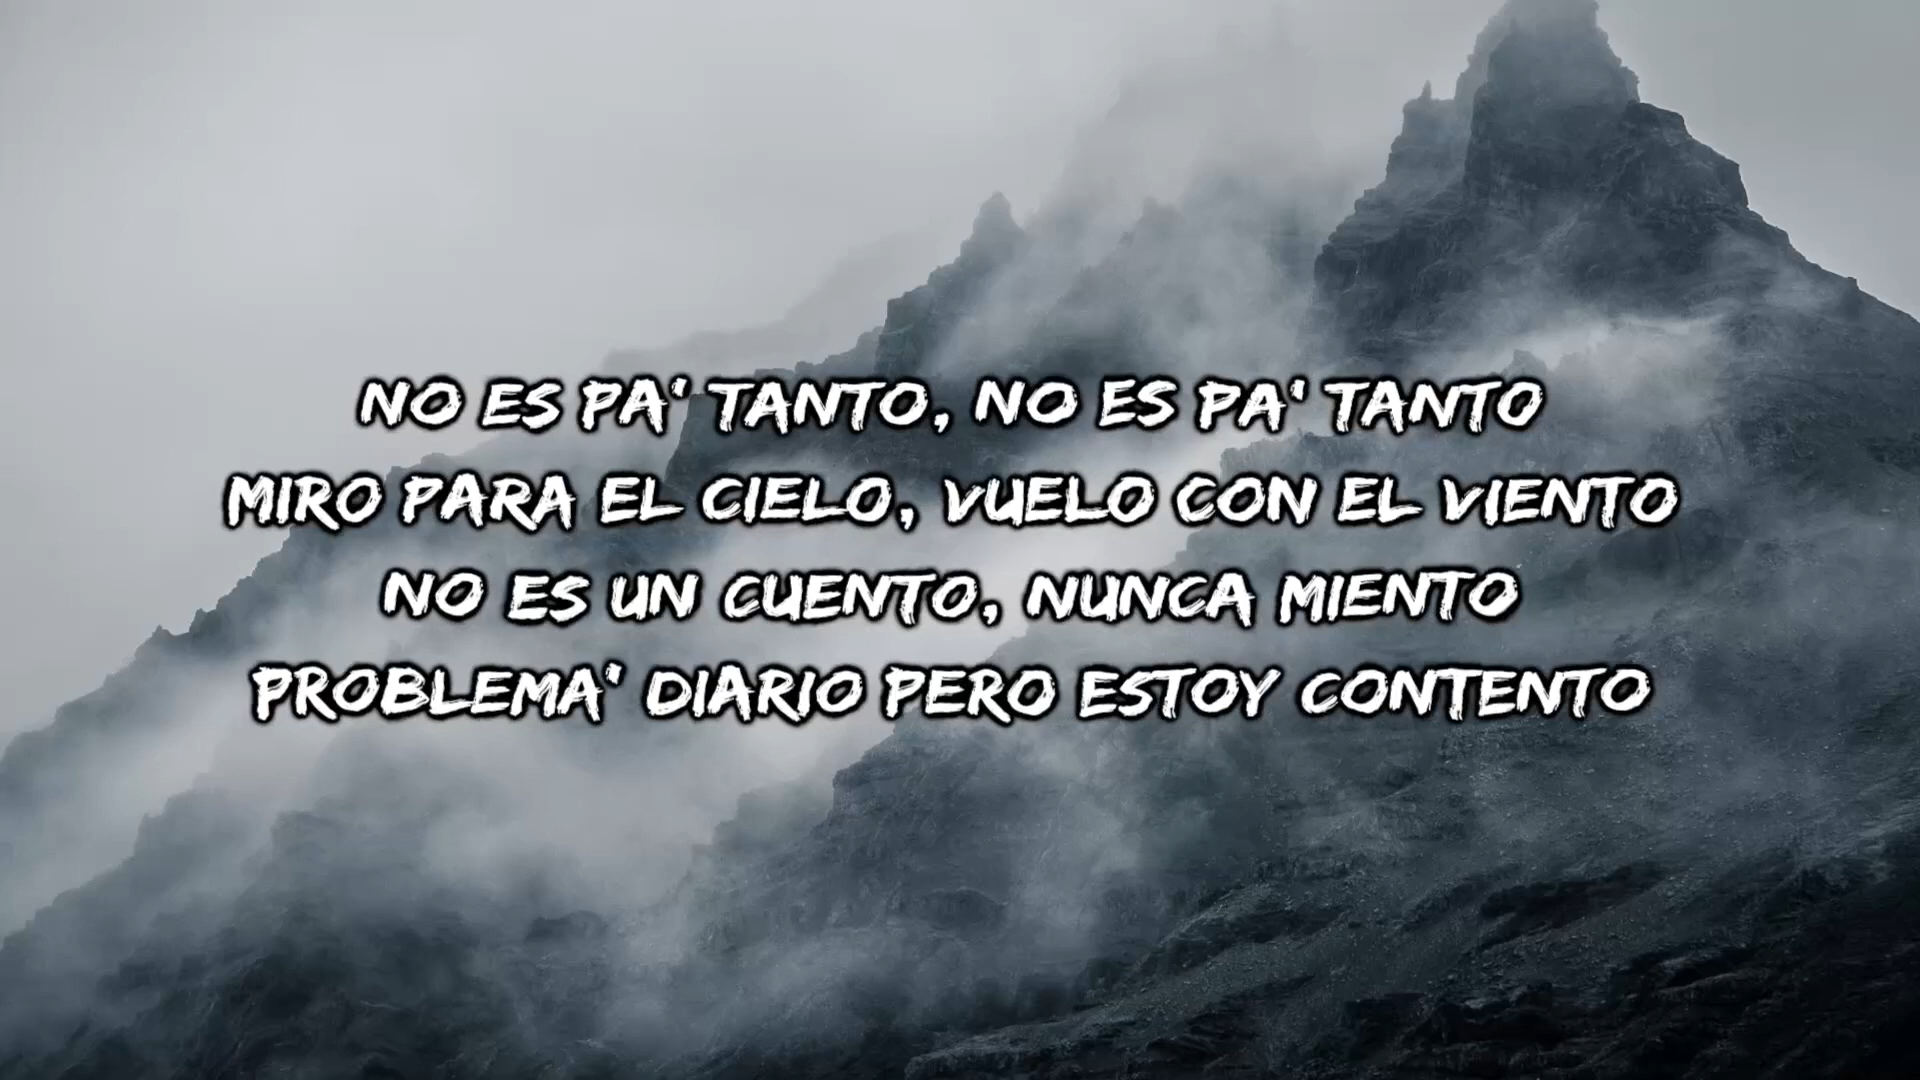 NO ES PA' TANTO, NO ES PA' TANTO
MIRO PARA EL CIELO, VUELO CON EL VIENTO
NO ES UN CUENTO, NUNCA MIENTO
PROBLEMA' DIARIO PERO ESTOY CONTENTO